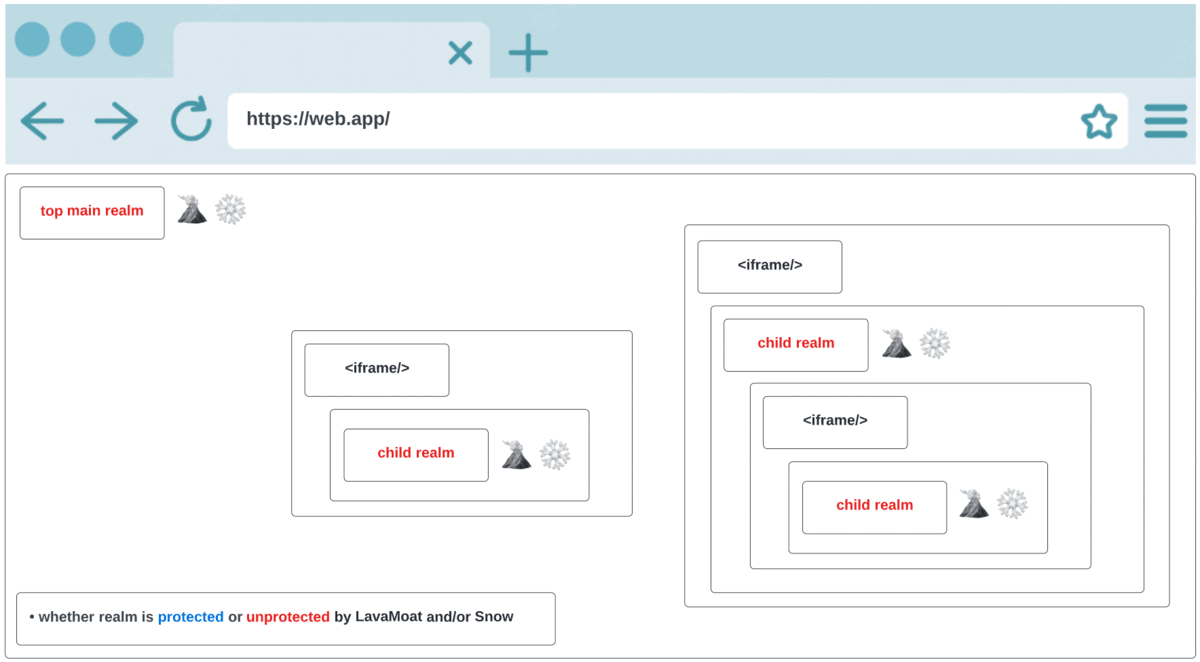 https://web.app/
top main realm
<iframe/>
child realm
<iframe/>
child realm
<iframe/>
child realm
• whether realm is protected or unprotected by LavaMoat and/or Snow